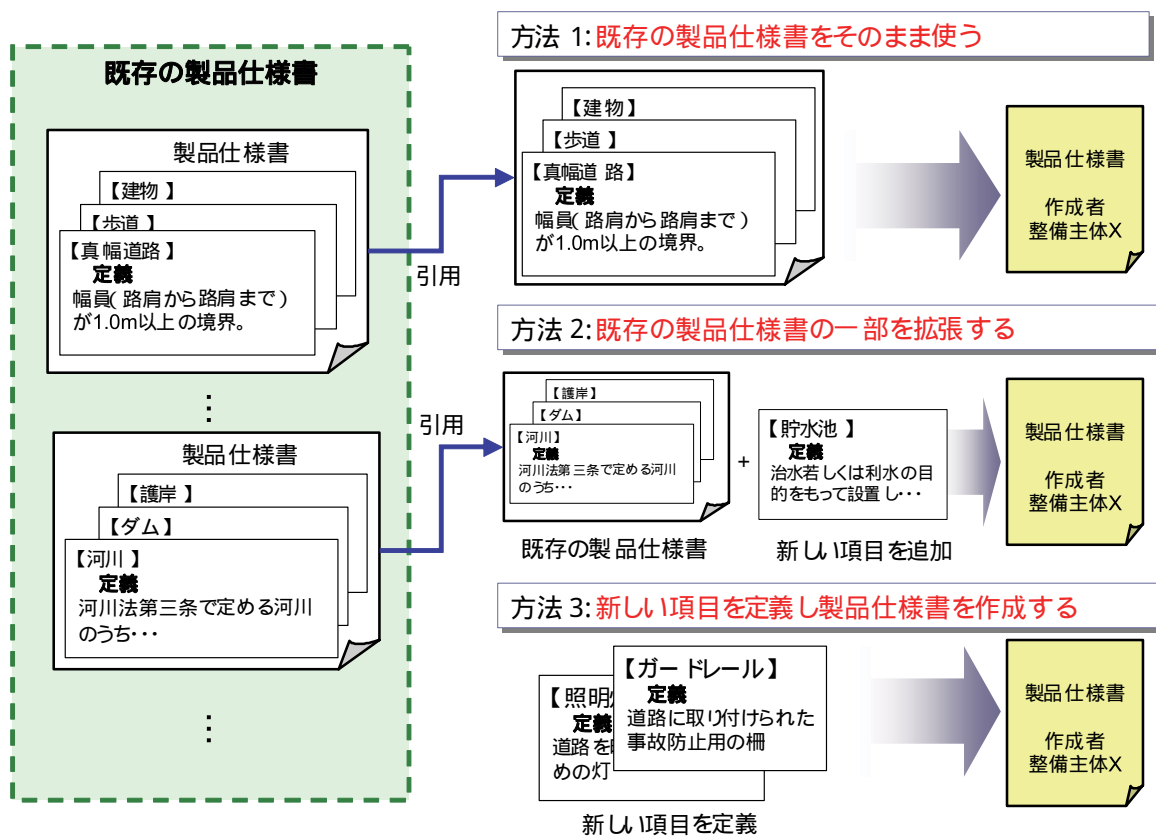 既存の製品仕様書
製品仕様書
【建物】
【歩道】
【真幅道路】
定義
幅員(路肩から路肩まで)
が1.0m以上の境界。
⋮
製品仕様書
【護岸】
【ダム】
【河川】
定義
河川法第三条で定める河川
のうち・・・
⋮
引用
引用
方法 1:既存の製品仕様書をそのまま使う
【建物】
【歩道】
【真幅道路】
定義
幅員(路肩から路肩まで)
が1.0m以上の境界。
製品仕様書
作成者
整備主体X
方法 2:既存の製品仕様書の一部を拡張する
【護岸】
【ダム】
【河川】
定義
河川法第三条で定める河川
のうち・・・
既存の製品仕様書
+
【貯水池】
定義
治水若しくは利水の目
的をもって設置し・・・
新しい項目を追加
製品仕様書
作成者
整備主体X
方法 3:新しい項目を定義し製品仕様書を作成する
【照明
定義
道路を
めの灯
【ガードレール】
定義
道路に取り付けられた
事故防止用の柵
新しい項目を定義
製品仕様書
作成者
整備主体X